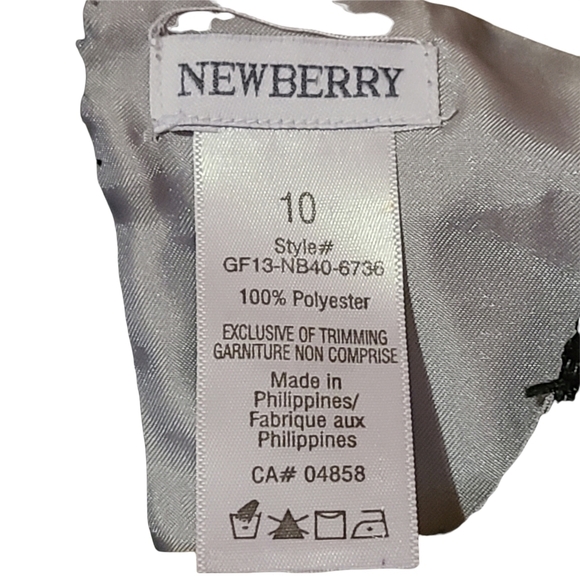 NEWBERRY
10
Style#
GF13-NB40-6736
100% Polyester
EXCLUSIVE OF TRIMMING
GARNITURE NON COMPRISE
Made in
Philippines/
Fabrique aux
Philippines
CA# 04858